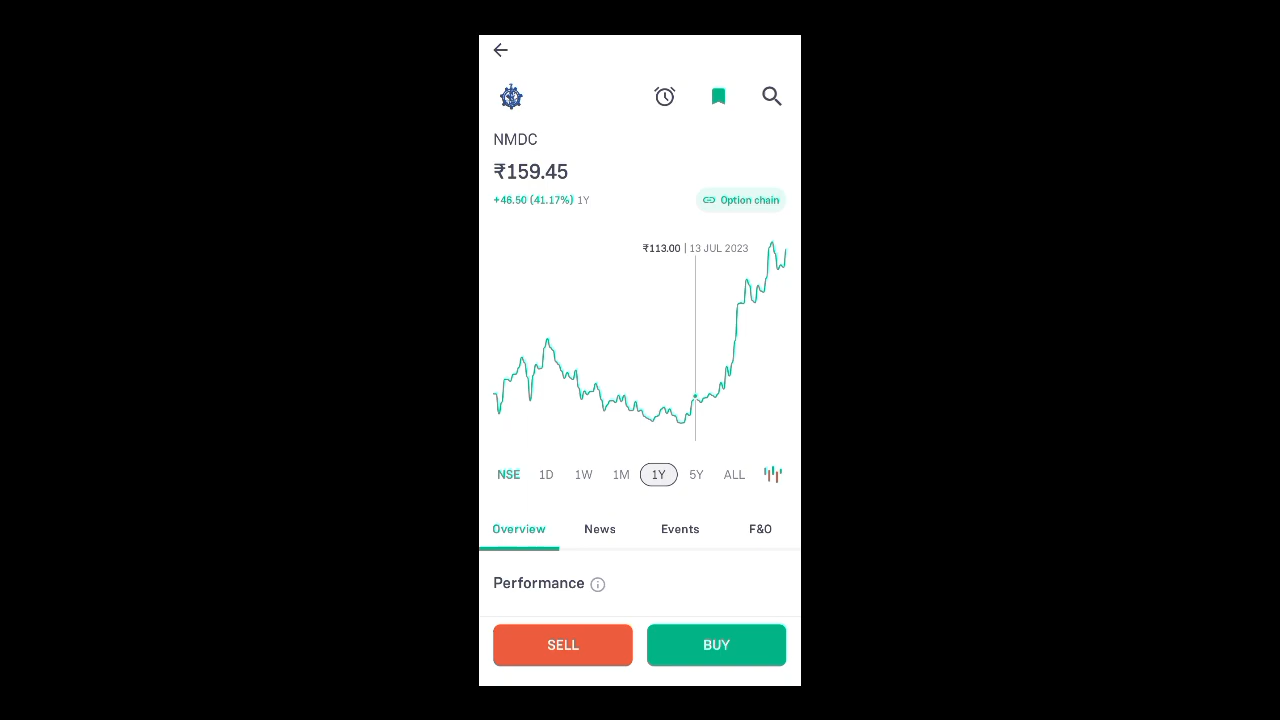 NMDC
₹159.45
+46.50 (41.17%) 1Y
Option chain
₹113.00 | 13 JUL 2023
NSE 1D 1W 1M 1Y 5Y ALL
Overview News Events F&O
Performance
SELL BUY